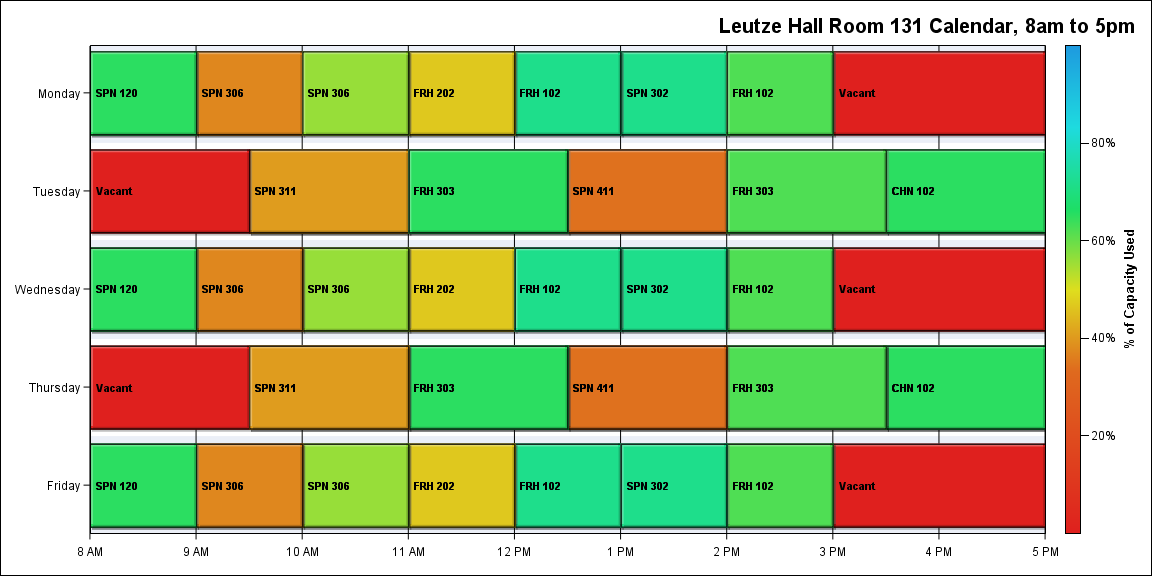 Leutze Hall Room 131 Calendar, 8am to 5pm
Monday
SPN 120
SPN 306
SPN 306
FRH 202
FRH 102
SPN 302
FRH 102
Vacant
Tuesday
Vacant
SPN 311
FRH 303
SPN 411
FRH 303
CHN 102
Wednesday
SPN 120
SPN 306
SPN 306
FRH 202
FRH 102
SPN 302
FRH 102
Vacant
Thursday
Vacant
SPN 311
FRH 303
SPN 411
FRH 303
CHN 102
Friday
SPN 120
SPN 306
SPN 306
FRH 202
FRH 102
SPN 302
FRH 102
Vacant
8 AM
9 AM
10 AM
11 AM
12 PM
1 PM
2 PM
3 PM
4 PM
5 PM
80%
60%
40%
20%
% of Capacity Used